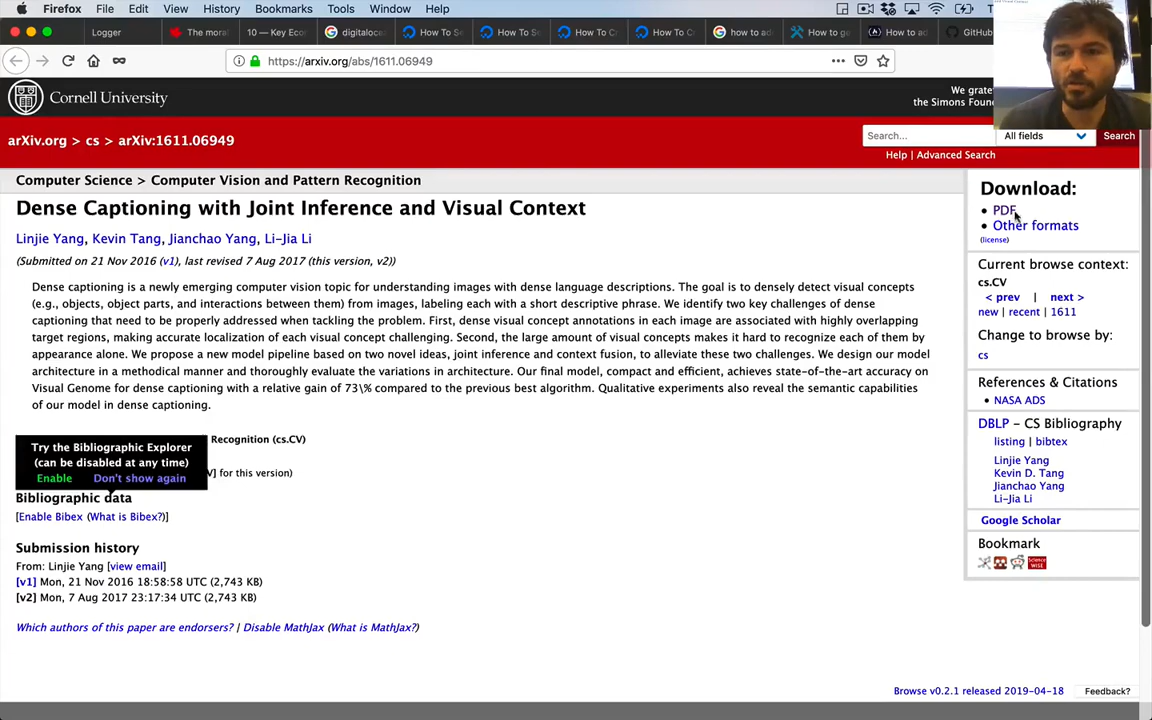 Firefox File Edit View History Bookmarks Tools Window Help
Logger The moral 10 — Key Eco digitaloce How To Se How To S How To Cr How To C how to ad How to ge How to ad GitHub
https://arxiv.org/abs/1611.06949
Cornell University
We grate
the Simons Foun
arXiv.org > cs > arXiv:1611.06949
Search... All fields Search
Help | Advanced Search
Computer Science > Computer Vision and Pattern Recognition
Dense Captioning with Joint Inference and Visual Context
Linjie Yang, Kevin Tang, Jianchao Yang, Li-Jia Li
(Submitted on 21 Nov 2016 (v1), last revised 7 Aug 2017 (this version, v2))
Dense captioning is a newly emerging computer vision topic for understanding images with dense language descriptions. The goal is to densely detect visual concepts
(e.g., objects, object parts, and interactions between them) from images, labeling each with a short descriptive phrase. We identify two key challenges of dense
captioning that need to be properly addressed when tackling the problem. First, dense visual concept annotations in each image are associated with highly overlapping
target regions, making accurate localization of each visual concept challenging. Second, the large amount of visual concepts makes it hard to recognize each of them by
appearance alone. We propose a new model pipeline based on two novel ideas, joint inference and context fusion, to alleviate these two challenges. We design our model
architecture in a methodical manner and thoroughly evaluate the variations in architecture. Our final model, compact and efficient, achieves state-of-the-art accuracy on
Visual Genome for dense captioning with a relative gain of 73\% compared to the previous best algorithm. Qualitative experiments also reveal the semantic capabilities
of our model in dense captioning.
Recognition (cs.CV)
Try the Bibliographic Explorer
(can be disabled at any time)
Enable Don't show again
V] for this version)
Bibliographic data
[Enable Bibex (What is Bibex?)]
Submission history
From: Linjie Yang [view email]
[v1] Mon, 21 Nov 2016 18:58:58 UTC (2,743 KB)
[v2] Mon, 7 Aug 2017 23:17:34 UTC (2,743 KB)
Which authors of this paper are endorsers? | Disable MathJax (What is MathJax?)
Download:
PDF
Other formats
(license)
Current browse context:
cs.CV
< prev | next >
new | recent | 1611
Change to browse by:
cs
References & Citations
NASA ADS
DBLP - CS Bibliography
listing | bibtex
Linjie Yang
Kevin D. Tang
Jianchao Yang
Li-Jia Li
Google Scholar
Bookmark
Browse v0.2.1 released 2019-04-18 Feedback?